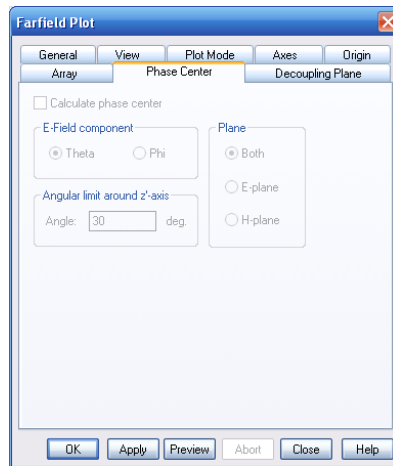 Farfield Plot
General View Plot Mode Axes Origin
Array Phase Center Decoupling Plane
Calculate phase center
E-Field component Plane
Theta Phi Both
E-plane
Angular limit around z'-axis
Angle: 30 deg. H-plane
OK Apply Preview Abort Close Help